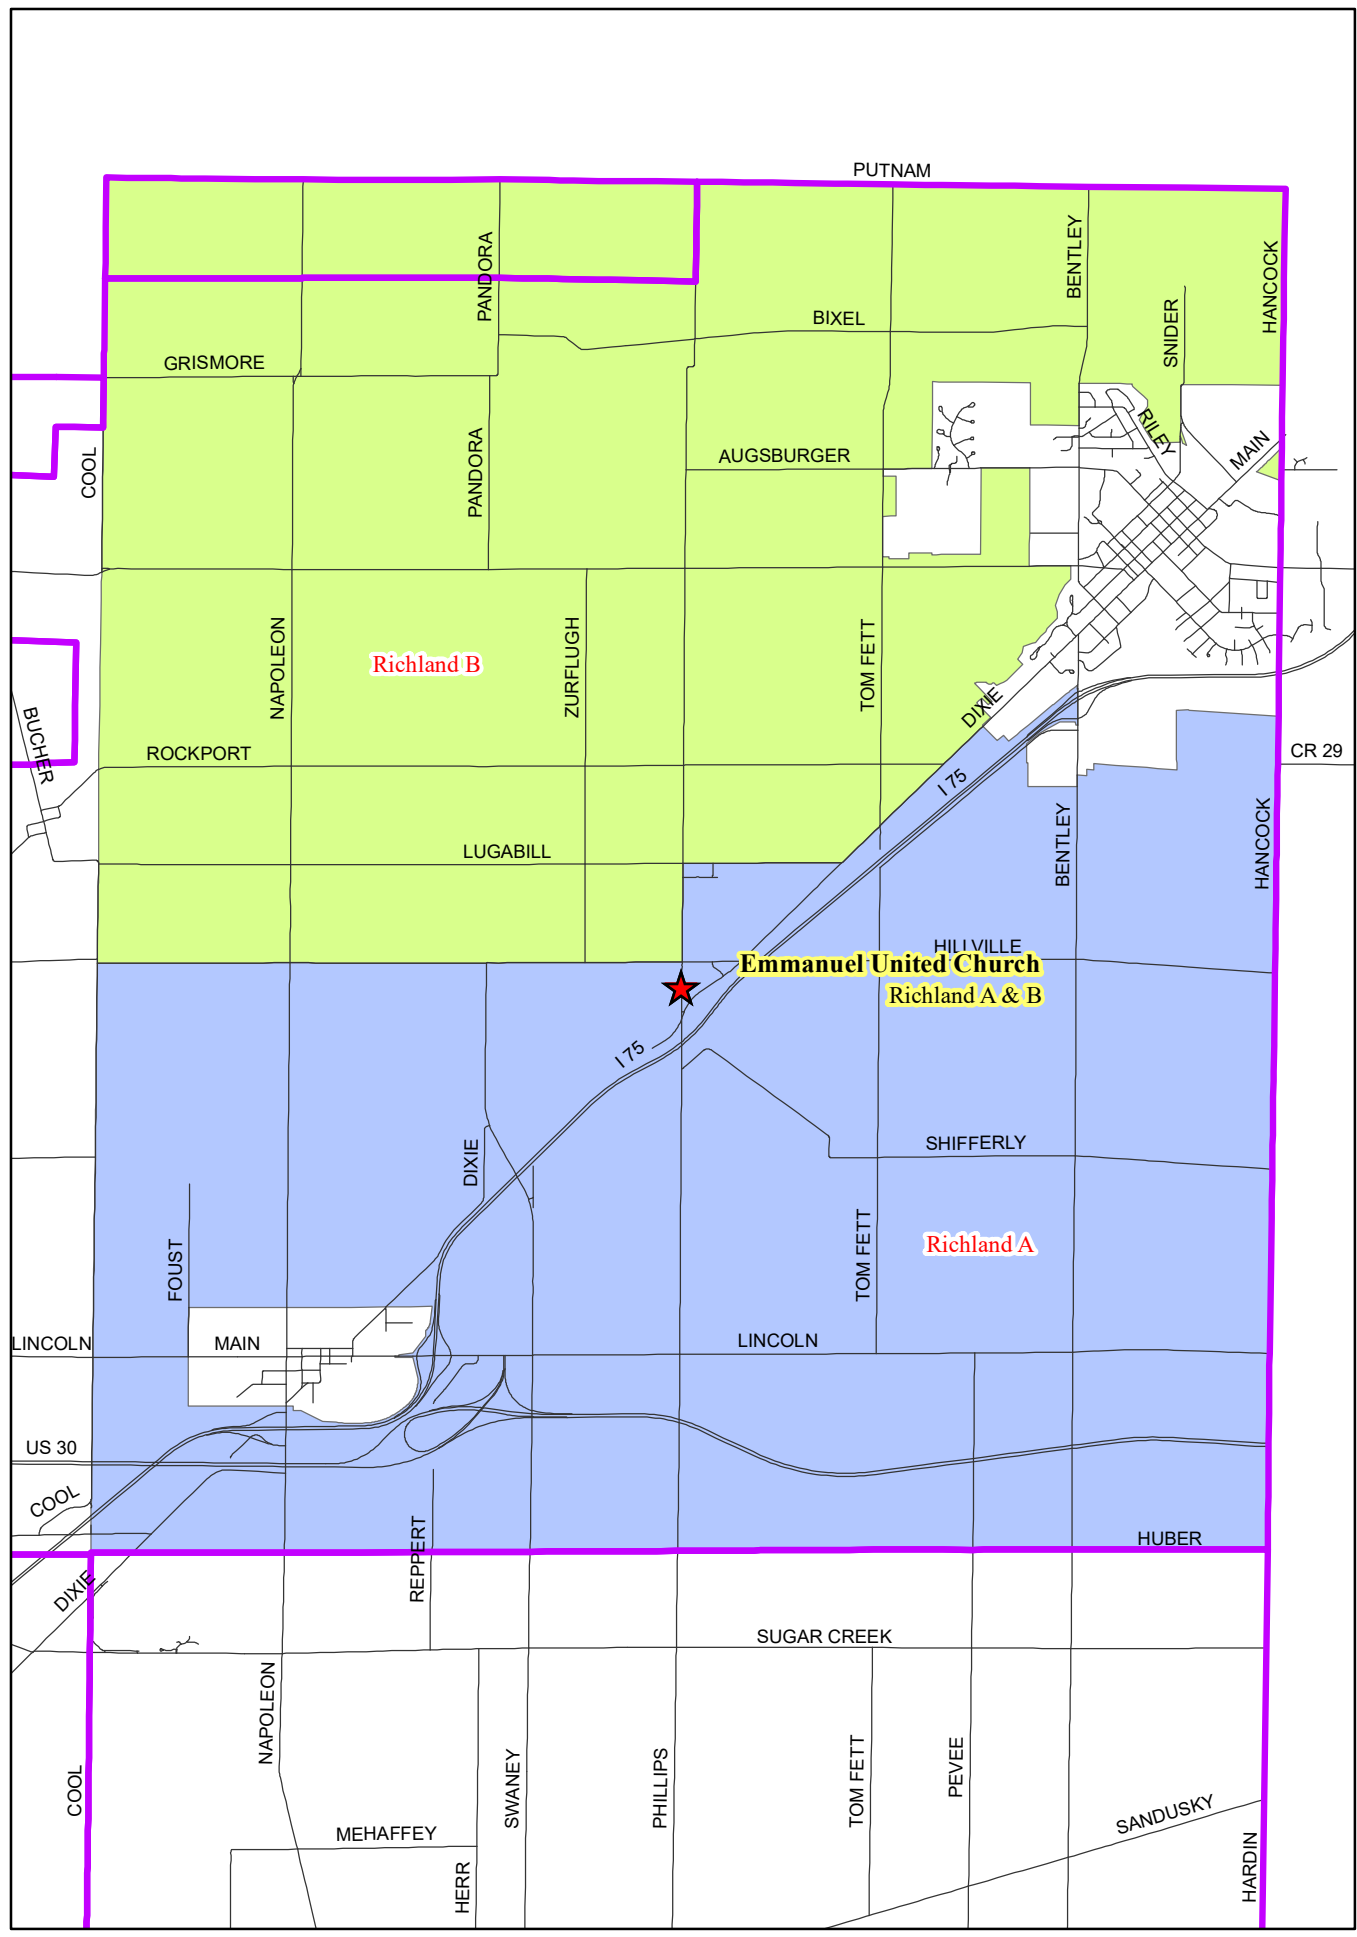 PUTNAM
PANDORA
BENTLEY
HANCOCK
SNIDER
BIXEL
GRISMORE
COOL
PANDORA
AUGSBURGER
RILEY
MAIN
NAPOLEON
Richland B
ZURFLUGH
TOM FETT
DIXIE
BUCHER
ROCKPORT
CR 29
I 75
BENTLEY
HANCOCK
LUGABILL
HILLVILLE
Emmanuel United Church
Richland A & B
I 75
DIXIE
SHIFFERLY
FOUST
TOM FETT
Richland A
LINCOLN
MAIN
LINCOLN
US 30
COOL
REPPERT
HUBER
DIXIE
SUGAR CREEK
NAPOLEON
COOL
SWANEY
PHILLIPS
TOM FETT
PEVEE
SANDUSKY
MEHAFFEY
HERR
HARDIN